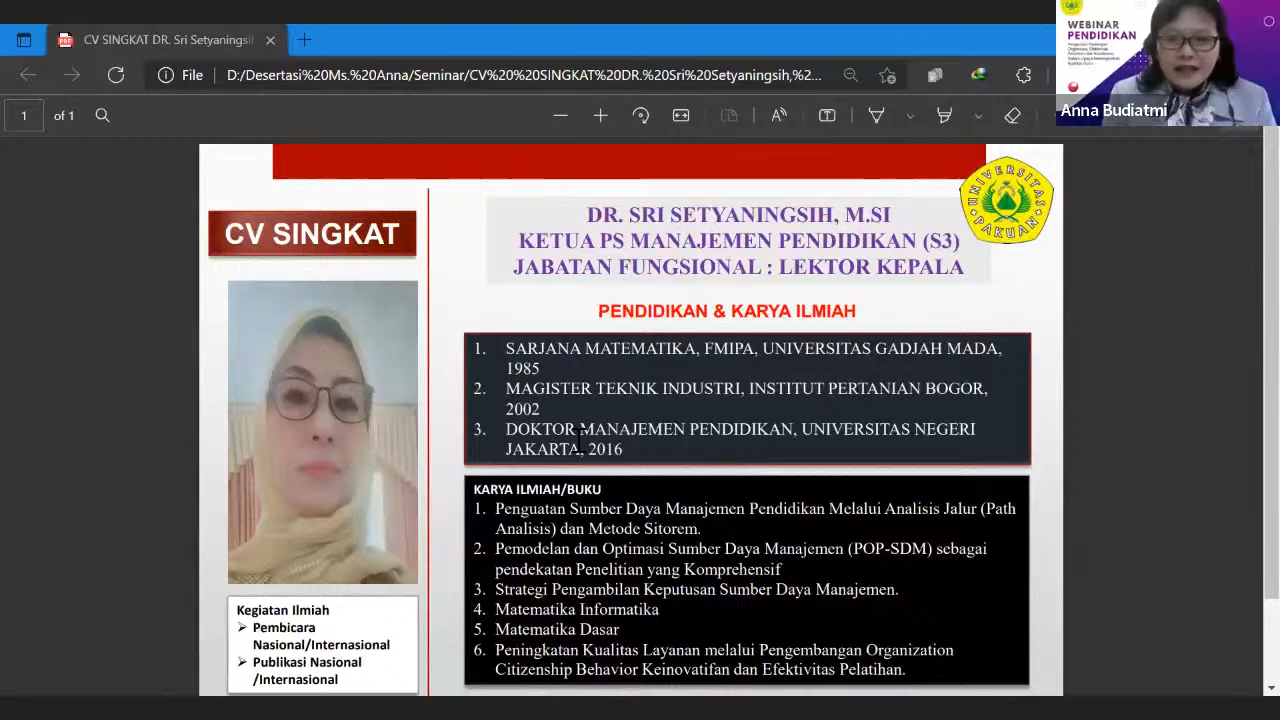 CV SINGKAT DR. Sri Setyaningsil
File
D:/Desertasi%20Ms.%20Anna/Seminar/CV%20%20SINGKAT%20DR.%20Sri%20Setyaningsih,%2...
1
of 1
WEBINAR
PENDIDIKAN
Anna Budiatmi
CV SINGKAT
UNIVERSITAS
PAKUAN
DR. SRI SETYANINGSIH, M.SI
KETUA PS MANAJEMEN PENDIDIKAN (S3)
JABATAN FUNGSIONAL : LEKTOR KEPALA
PENDIDIKAN & KARYA ILMIAH
1. SARJANA MATEMATIKA, FMIPA, UNIVERSITAS GADJAH MADA,
1985
2. MAGISTER TEKNIK INDUSTRI, INSTITUT PERTANIAN BOGOR,
2002
3. DOKTOR MANAJEMEN PENDIDIKAN, UNIVERSITAS NEGERI
JAKARTA, 2016
KARYA ILMIAH/BUKU
1. Penguatan Sumber Daya Manajemen Pendidikan Melalui Analisis Jalur (Path
Analisis) dan Metode Sitorem.
2. Pemodelan dan Optimasi Sumber Daya Manajemen (POP-SDM) sebagai
pendekatan Penelitian yang Komprehensif
3. Strategi Pengambilan Keputusan Sumber Daya Manajemen.
4. Matematika Informatika
5. Matematika Dasar
6. Peningkatan Kualitas Layanan melalui Pengembangan Organization
Citizenship Behavior Keinovatifan dan Efektivitas Pelatihan.
Kegiatan Ilmiah
➢ Pembicara
Nasional/Internasional
➢ Publikasi Nasional
/Internasional